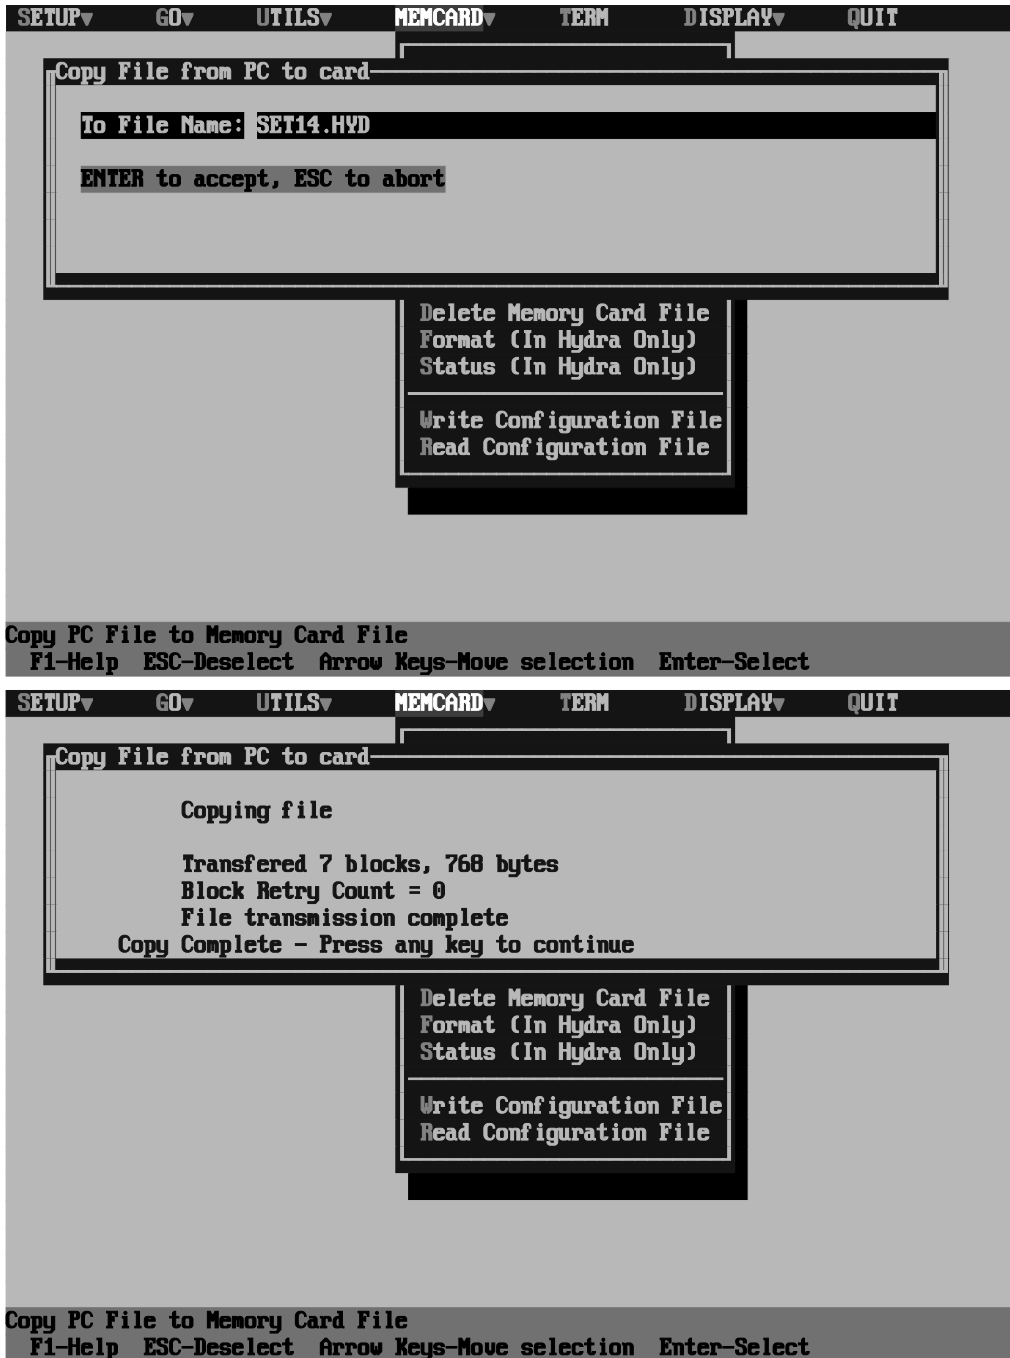 SETUP▼ GO▼ UTILS▼ MEMCARD▼ TERM DISPLAY▼ QUIT
Copy File from PC to card
To File Name: SET14.HYD
ENTER to accept, ESC to abort
Delete Memory Card File
Format (In Hydra Only)
Status (In Hydra Only)
Write Configuration File
Read Configuration File
Copy PC File to Memory Card File
F1-Help ESC-Deselect Arrow Keys-Move selection Enter-Select
SETUP▼ GO▼ UTILS▼ MEMCARD▼ TERM DISPLAY▼ QUIT
Copy File from PC to card
Copying file
Transfered 7 blocks, 768 bytes
Block Retry Count = 0
File transmission complete
Copy Complete - Press any key to continue
Delete Memory Card File
Format (In Hydra Only)
Status (In Hydra Only)
Write Configuration File
Read Configuration File
Copy PC File to Memory Card File
F1-Help ESC-Deselect Arrow Keys-Move selection Enter-Select